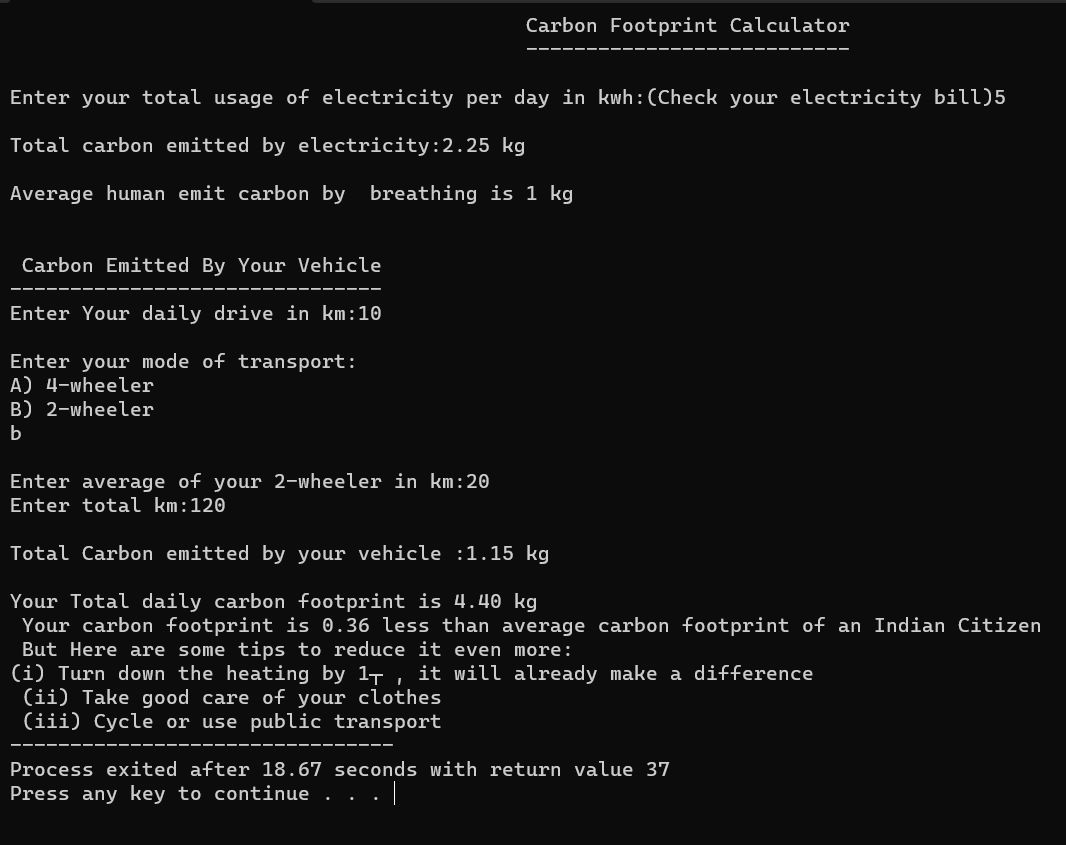 Carbon Footprint Calculator
---------------------------
Enter your total usage of electricity per day in kwh:(Check your electricity bill)5
Total carbon emitted by electricity:2.25 kg
Average human emit carbon by  breathing is 1 kg
Carbon Emitted By Your Vehicle
-------------------------------
Enter Your daily drive in km:10
Enter your mode of transport:
A) 4-wheeler
B) 2-wheeler
b
Enter average of your 2-wheeler in km:20
Enter total km:120
Total Carbon emitted by your vehicle :1.15 kg
Your Total daily carbon footprint is 4.40 kg
Your carbon footprint is 0.36 less than average carbon footprint of an Indian Citizen
But Here are some tips to reduce it even more:
(i) Turn down the heating by 1┬ , it will already make a difference
(ii) Take good care of your clothes
(iii) Cycle or use public transport
--------------------------------
Process exited after 18.67 seconds with return value 37
Press any key to continue . . .